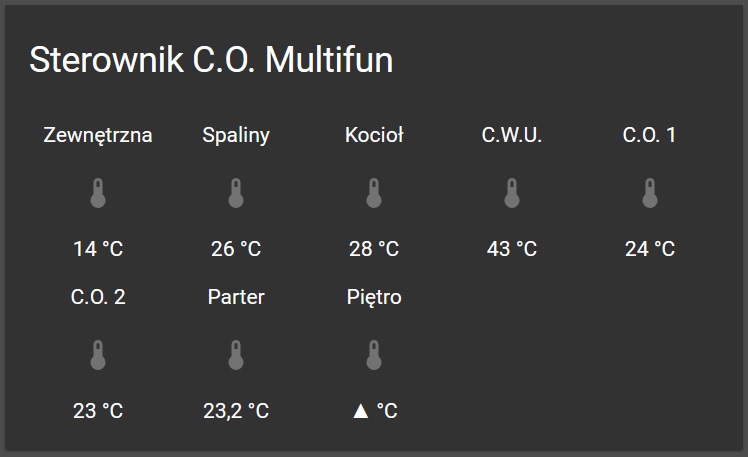 Sterownik C.O. Multifun
Zewnętrzna Spaliny Kocioł C.W.U. C.O. 1
14 °C 26 °C 28 °C 43 °C 24 °C
C.O. 2 Parter Piętro
23 °C 23,2 °C ▲ °C